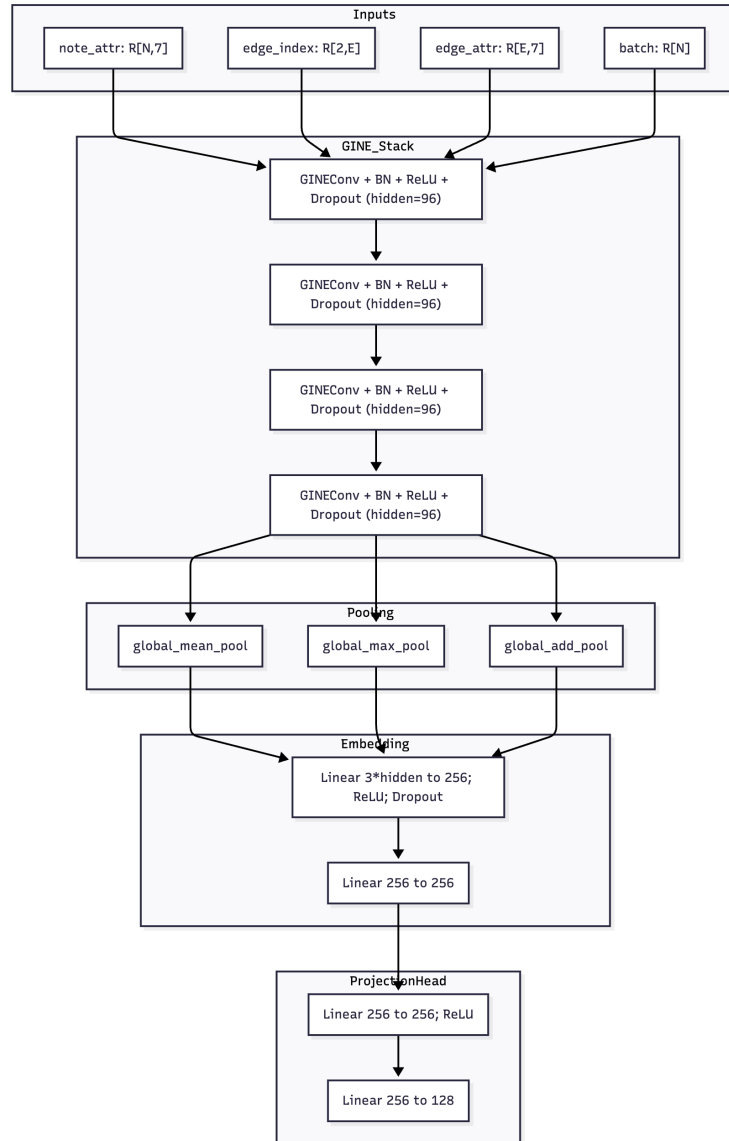 Inputs
note_attr: R[N,7]
edge_index: R[2,E]
edge_attr: R[E,7]
batch: R[N]
GINE_Stack
GINEConv + BN + ReLU +
Dropout (hidden=96)
GINEConv + BN + ReLU +
Dropout (hidden=96)
GINEConv + BN + ReLU +
Dropout (hidden=96)
GINEConv + BN + ReLU +
Dropout (hidden=96)
Pooling
global_mean_pool
global_max_pool
global_add_pool
Embedding
Linear 3*hidden to 256;
ReLU; Dropout
Linear 256 to 256
ProjectionHead
Linear 256 to 256; ReLU
Linear 256 to 128